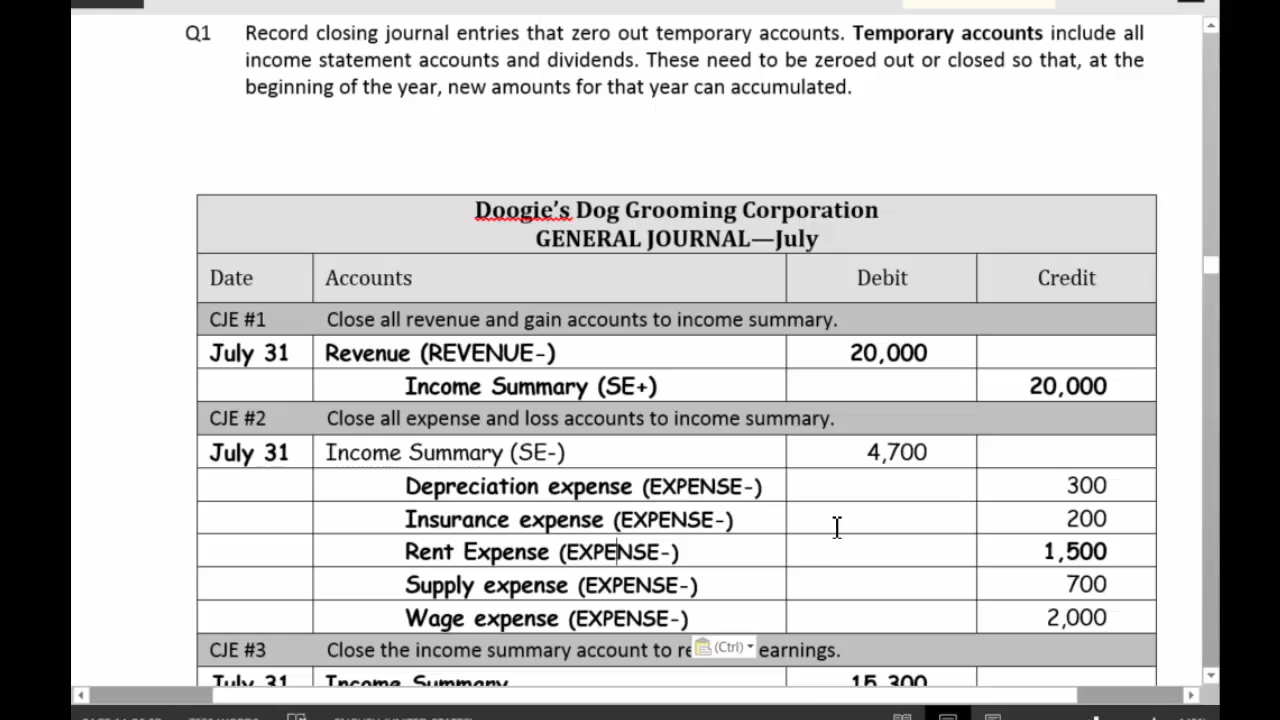 Q1 Record closing journal entries that zero out temporary accounts. Temporary accounts include all
income statement accounts and dividends. These need to be zeroed out or closed so that, at the
beginning of the year, new amounts for that year can accumulated.
Doogie's Dog Grooming Corporation
GENERAL JOURNAL—July
Date Accounts Debit Credit
CJE #1 Close all revenue and gain accounts to income summary.
July 31 Revenue (REVENUE-) 20,000
Income Summary (SE+) 20,000
CJE #2 Close all expense and loss accounts to income summary.
July 31 Income Summary (SE-) 4,700
Depreciation expense (EXPENSE-) 300
Insurance expense (EXPENSE-) 200
Rent Expense (EXPENSE-) 1,500
Supply expense (EXPENSE-) 700
Wage expense (EXPENSE-) 2,000
CJE #3 Close the income summary account to re (Ctrl) earnings.
July 31 Income Summary 15,300